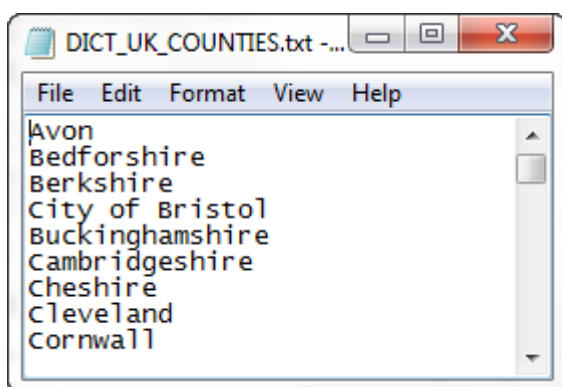 DICT_UK_COUNTIES.txt -...
File Edit Format View Help
Avon
Bedforshire
Berkshire
City of Bristol
Buckinghamshire
Cambridgeshire
Cheshire
Cleveland
Cornwall